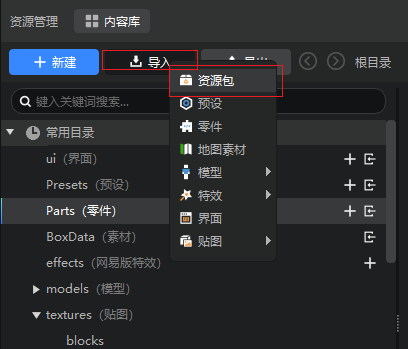 资源管理 内容库
新建 导入 导出 根目录
键入关键词搜索...
常用目录
ui（界面）
Presets（预设）
Parts（零件）
BoxData（素材）
effects（网易版特效）
models（模型）
textures（贴图）
blocks
资源包
预设
零件
地图素材
模型
特效
界面
贴图